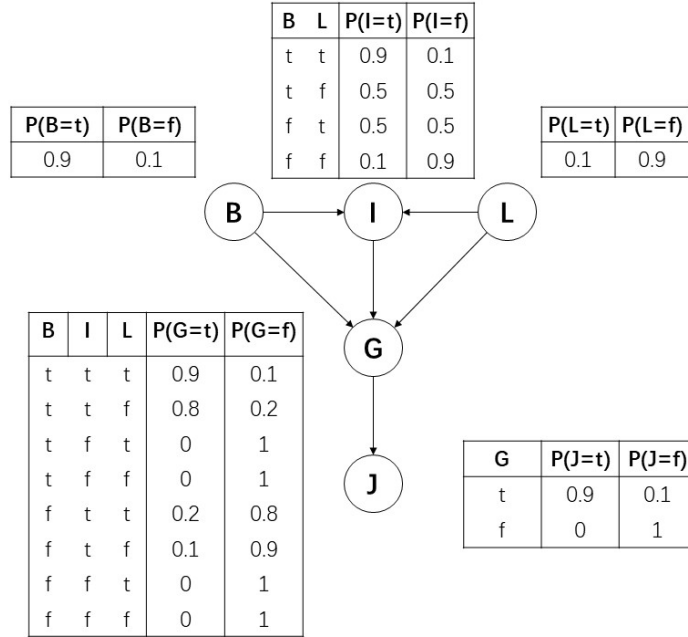 B L P(I=t) P(I=f)
t t 0.9 0.1
t f 0.5 0.5
f t 0.5 0.5
f f 0.1 0.9
P(B=t) P(B=f)
0.9 0.1
P(L=t) P(L=f)
0.1 0.9
B I L
G
J
B I L P(G=t) P(G=f)
t t t 0.9 0.1
t t f 0.8 0.2
t f t 0 1
t f f 0 1
f t t 0.2 0.8
f t f 0.1 0.9
f f t 0 1
f f f 0 1
G P(J=t) P(J=f)
t 0.9 0.1
f 0 1